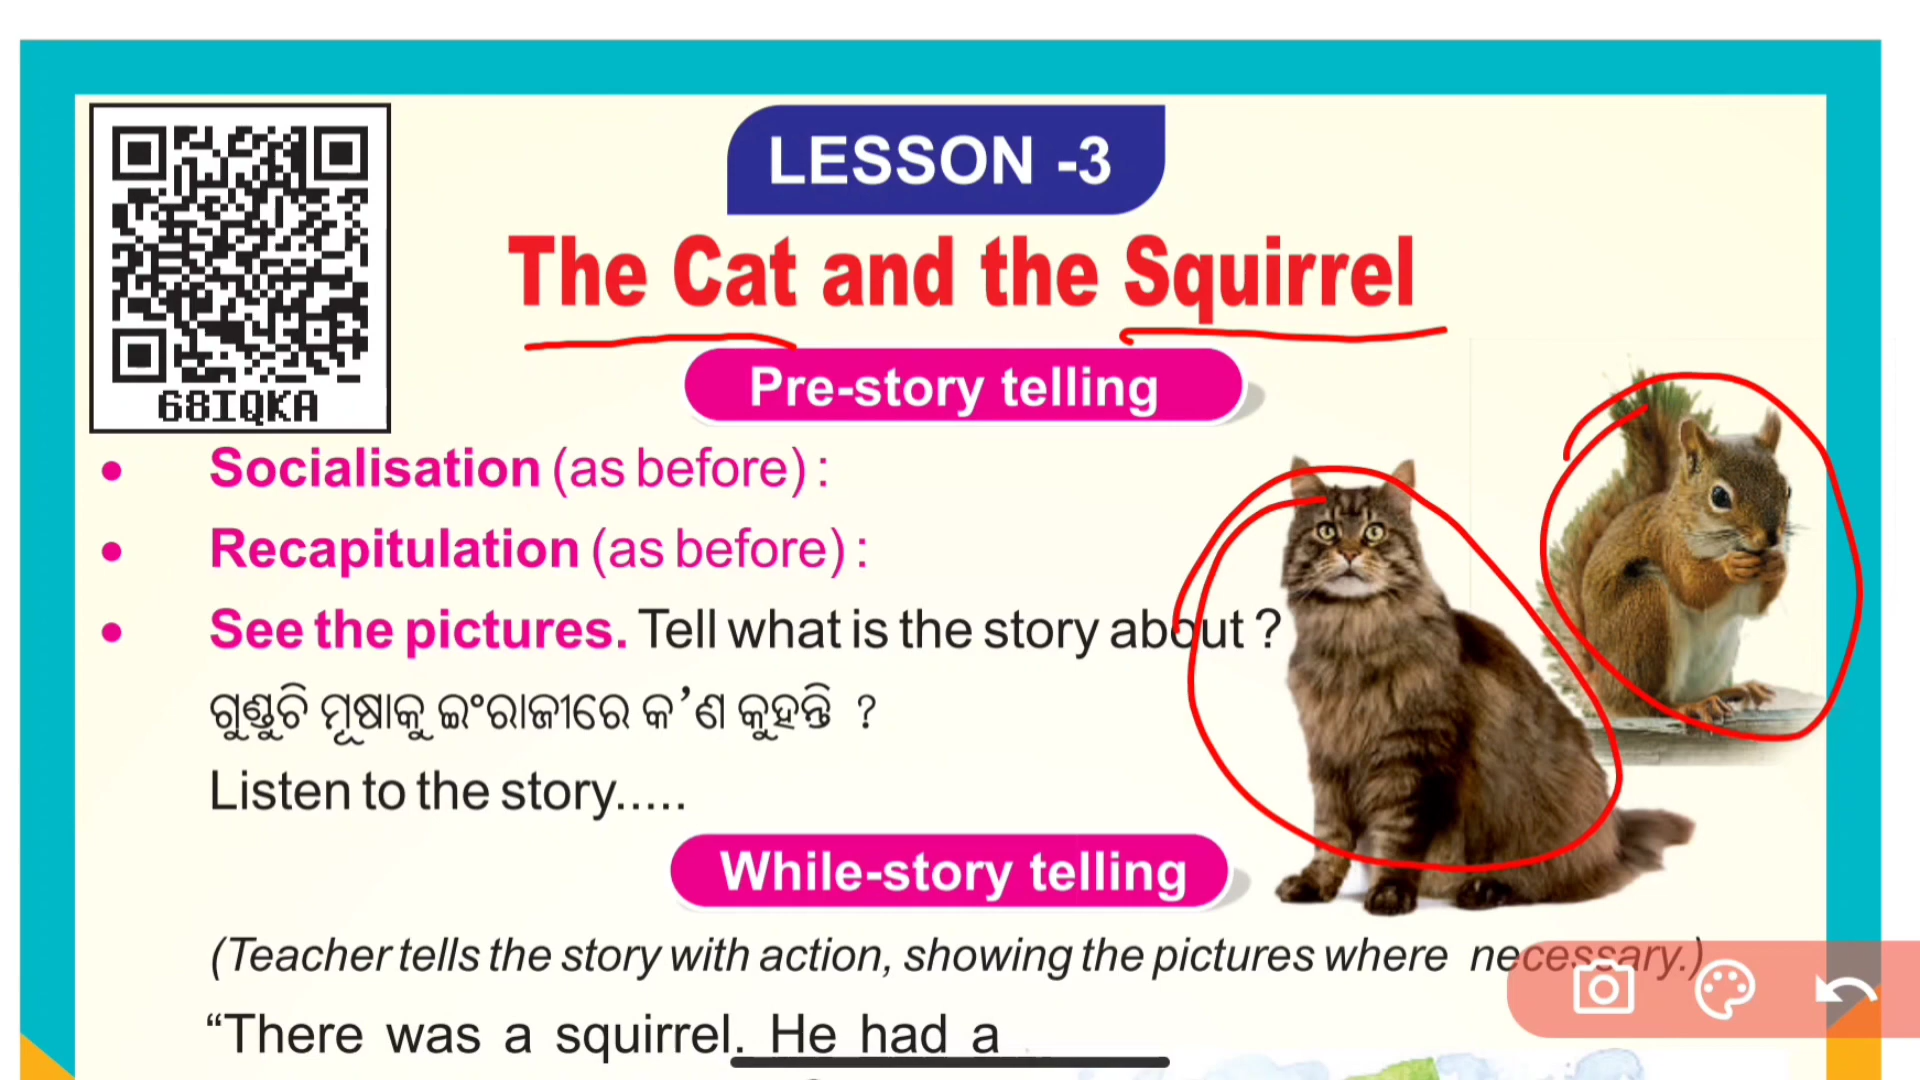 LESSON -3
The Cat and the Squirrel
Pre-story telling
68IQKA
• Socialisation (as before) :
• Recapitulation (as before) :
• See the pictures. Tell what is the story about ?
ଗୁଣ୍ଡୁଚି ମୂଷାକୁ ଇଂରାଜୀରେ କ’ଣ କୁହନ୍ତି ?
Listen to the story.....
While-story telling
(Teacher tells the story with action, showing the pictures where necessary.)
“There was a squirrel. He had a